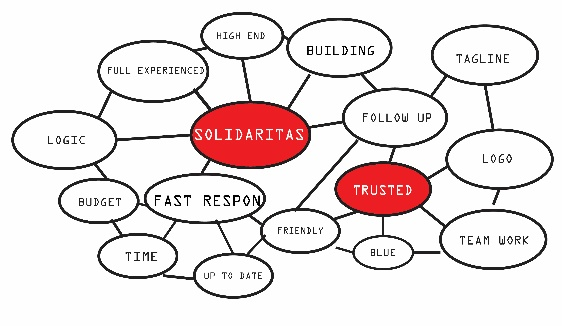 HIGH END
BUILDING
TAGLINE
FULL EXPERIENCED
FOLLOW UP
SOLIDARITAS
LOGIC
LOGO
TRUSTED
BUDGET
FAST RESPON
FRIENDLY
TEAM WORK
TIME
BLUE
UP TO DATE